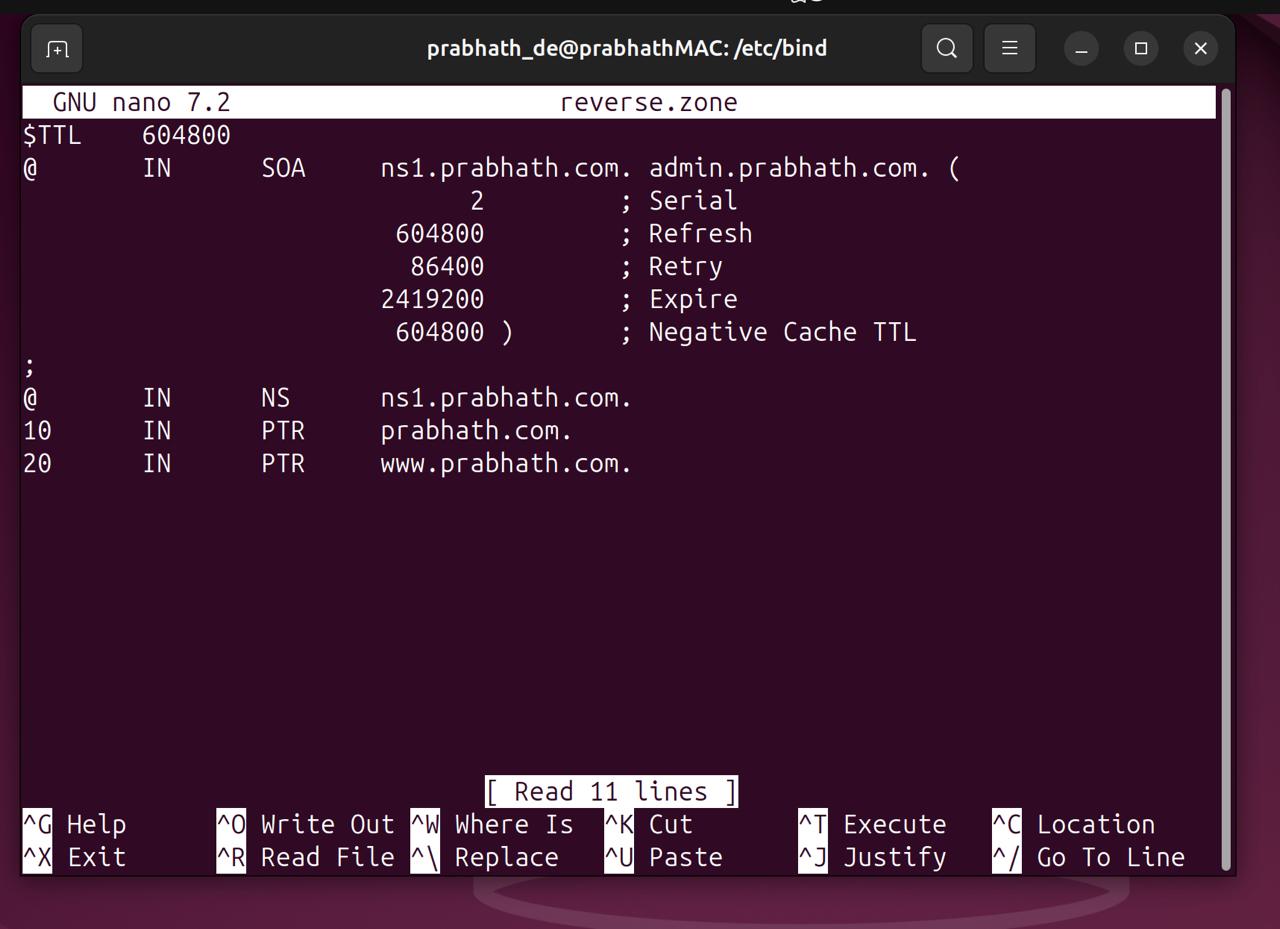 prabhath_de@prabhathMAC: /etc/bind
GNU nano 7.2 reverse.zone
$TTL 604800
@ IN SOA ns1.prabhath.com. admin.prabhath.com. (
2 ; Serial
604800 ; Refresh
86400 ; Retry
2419200 ; Expire
604800 ) ; Negative Cache TTL
;
@ IN NS ns1.prabhath.com.
10 IN PTR prabhath.com.
20 IN PTR www.prabhath.com.
[ Read 11 lines ]
^G Help ^O Write Out ^W Where Is ^K Cut ^T Execute ^C Location
^X Exit ^R Read File ^\ Replace ^U Paste ^J Justify ^/ Go To Line